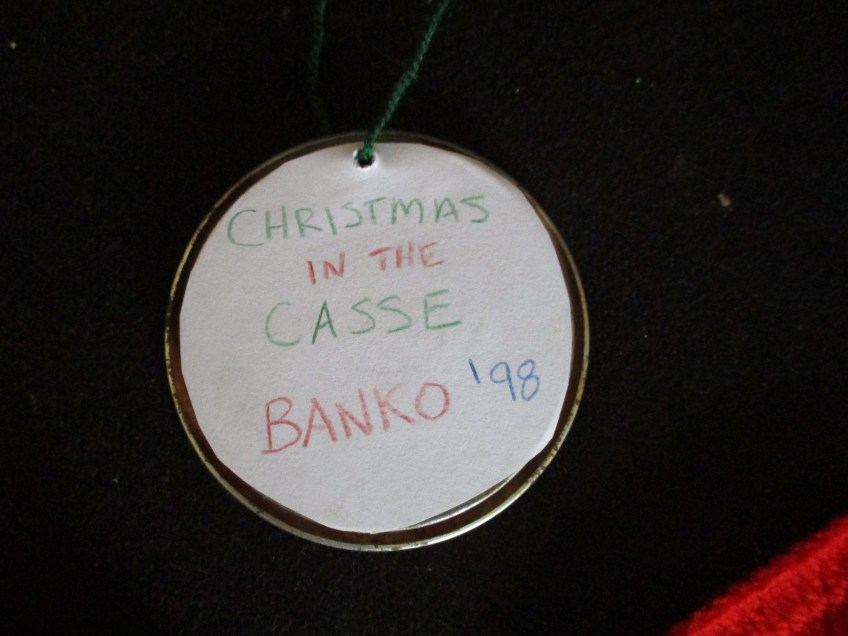 CHRISTMAS
IN THE
CASSE
BANKO '98